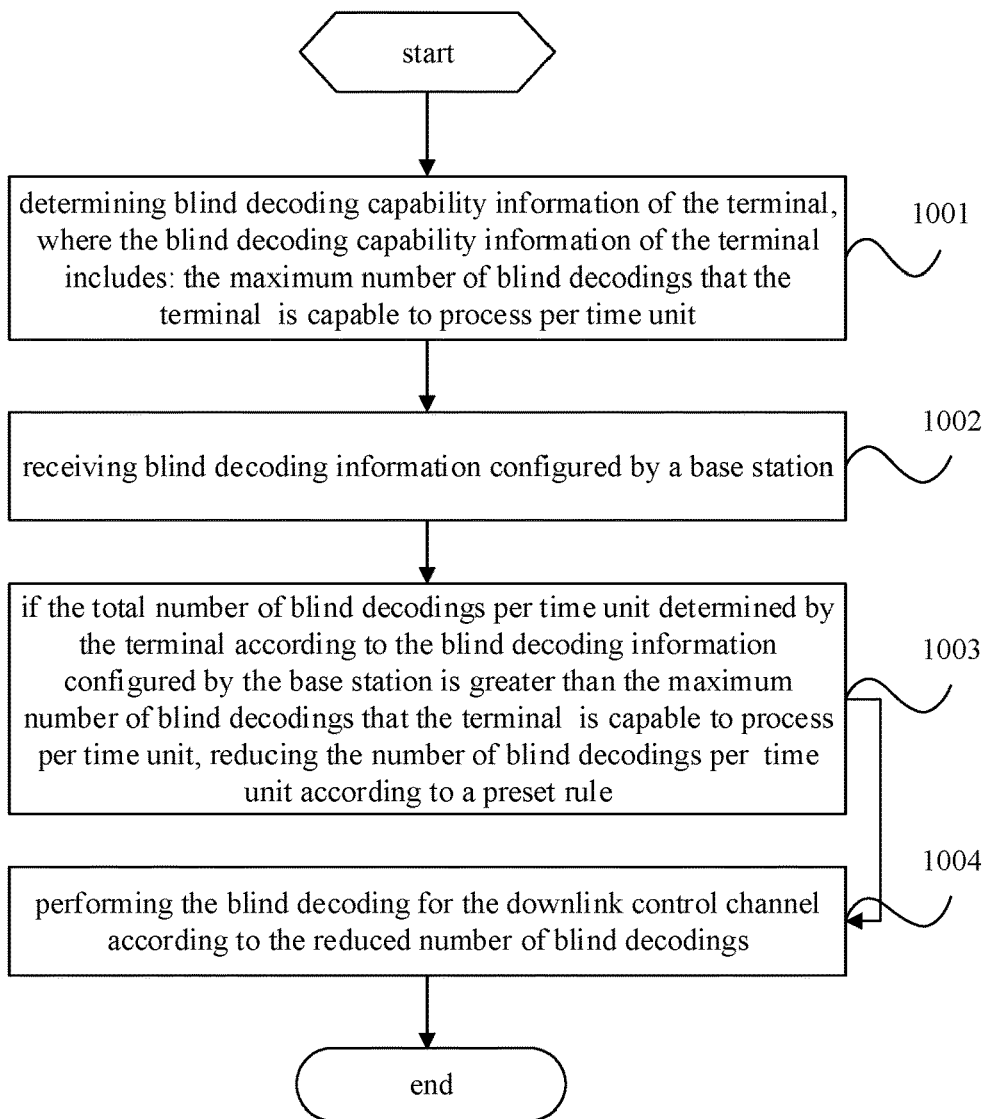 start
determining blind decoding capability information of the terminal,
where the blind decoding capability information of the terminal
includes: the maximum number of blind decodings that the
terminal is capable to process per time unit
1001
receiving blind decoding information configured by a base station
1002
if the total number of blind decodings per time unit determined by
the terminal according to the blind decoding information
configured by the base station is greater than the maximum
number of blind decodings that the terminal is capable to process
per time unit, reducing the number of blind decodings per time
unit according to a preset rule
1003
performing the blind decoding for the downlink control channel
according to the reduced number of blind decodings
1004
end